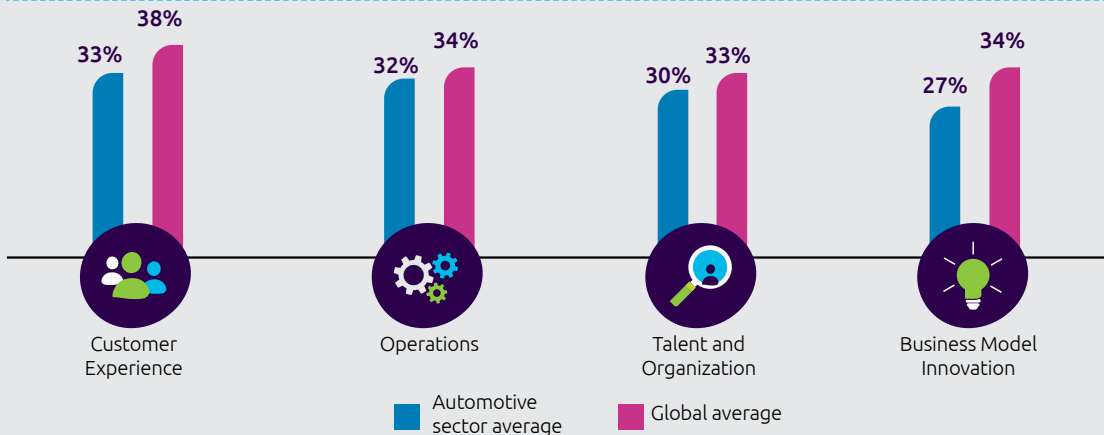 33%
38%
32%
34%
30%
33%
27%
34%
Customer
Experience
Operations
Talent and
Organization
Business Model
Innovation
Automotive
sector average
Global average